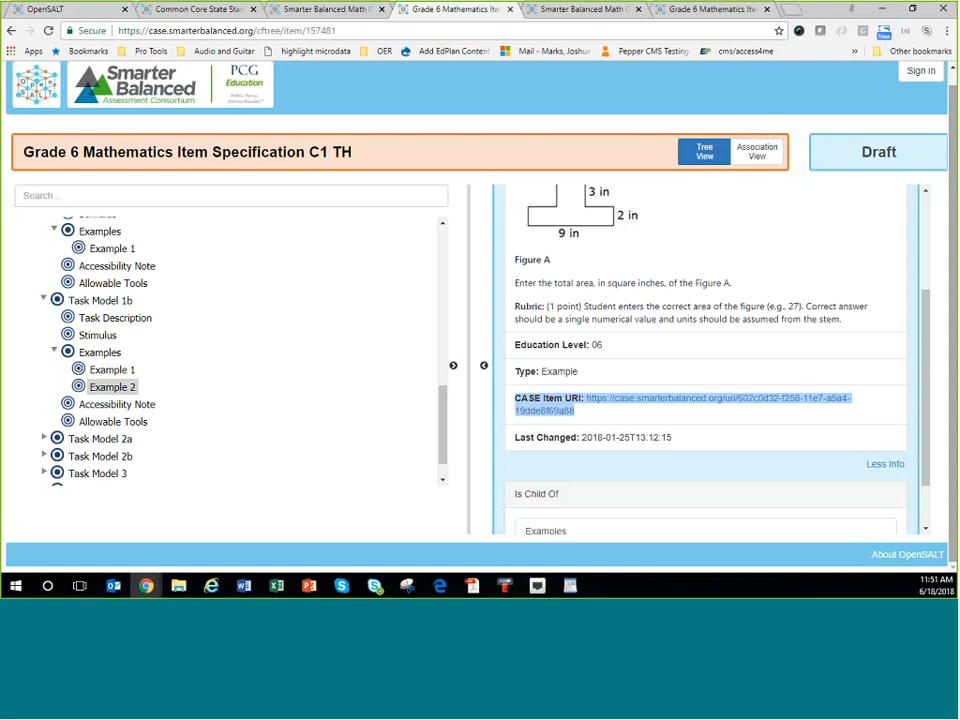 OpenSALT
Common Core State Sta
Smarter Balanced Math C
Grade 6 Mathematics Ite
Smarter Balanced Math C
Grade 6 Mathematics Ite
Secure
https://case.smarterbalanced.org/cftree/item/157481
Apps
Bookmarks
Pro Tools
Audio and Guitar
highlight microdata
OER
Add EdPlan Content
Mail - Marks, Joshua
Pepper CMS Testing
EP cms/access4me
»
Other bookmarks
New
Smarter
Balanced
Assessment Consortium
PCG
Education
Sign in
Grade 6 Mathematics Item Specification C1 TH
Tree
View
Association
View
Draft
Search...
Stimulus
Examples
Example 1
Accessibility Note
Allowable Tools
Task Model 1b
Task Description
Stimulus
Examples
Example 1
Example 2
Accessibility Note
Allowable Tools
Task Model 2a
Task Model 2b
Task Model 3
3 in
2 in
9 in
Figure A
Enter the total area, in square inches, of the Figure A.
Rubric: (1 point) Student enters the correct area of the figure (e.g., 27). Correct answer
should be a single numerical value and units should be assumed from the stem.
Education Level: 06
Type: Example
CASE Item URI: https://case.smarterbalanced.org/uri/602c0d32-f258-11e7-a5a4-
19dde8f69a88
Last Changed: 2018-01-25T13:12:15
Less Info
Is Child Of
Examples
About OpenSALT
11:51 AM
6/18/2018